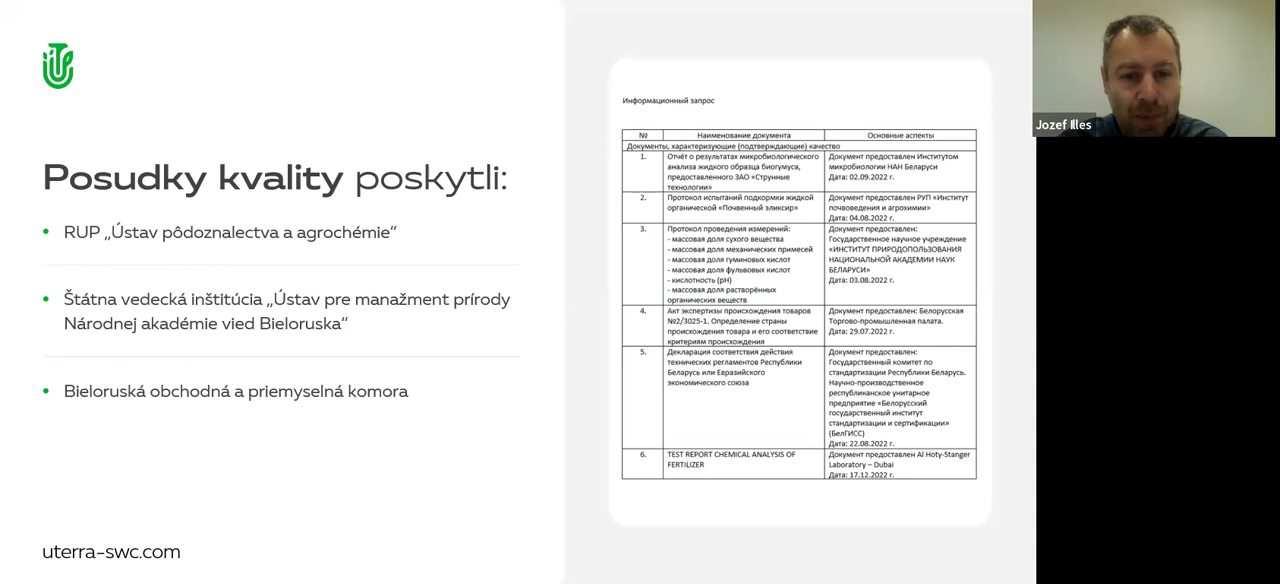 Posudky kvality poskytli:
• RUP „Ústav pôdoznalectva a agrochémie“
• Štátna vedecká inštitúcia „Ústav pre manažment prírody
Národnej akadémie vied Bieloruska“
• Bieloruská obchodná a priemyselná komora
uterra-swc.com
Информационный запрос
№ Наименование документа Основные аспекты
Документы, характеризующие (подтверждающие) качество
1.
Отчёт о результатах микробиологического
анализа жидкого образца биогумуса,
предоставленного ЗАО «Струнные
технологии»
Документ предоставлен Институтом
микробиологии НАН Беларуси
Дата: 02.09.2022 г.
2.
Протокол испытаний подкормки жидкой
органической «Почвенный эликсир»
Документ предоставлен РУП «Институт
почвоведения и агрохимии»
Дата: 04.08.2022 г.
3.
Протокол проведения измерений:
- массовая доля сухого вещества
- массовая доля механических примесей
- массовая доля гуминовых кислот
- массовая доля фульвовых кислот
- кислотность (pH)
- массовая доля растворённых
органических веществ
Документ предоставлен:
Государственное научное учреждение
«ИНСТИТУТ ПРИРОДОПОЛЬЗОВАНИЯ
НАЦИОНАЛЬНОЙ АКАДЕМИИ НАУК
БЕЛАРУСИ»
Дата: 03.08.2022 г.
4.
Акт экспертизы происхождения товаров
№2/3025-1. Определение страны
происхождения товара и его соответствие
критериям происхождения
Документ предоставлен: Белорусская
Торгово-промышленная палата.
Дата: 29.07.2022 г.
5.
Декларация соответствия действия
технических регламентов Республики
Беларусь или Евразийского
экономического союза
Документ предоставлен:
Государственный комитет по
стандартизации Республики Беларусь.
Научно-производственное
республиканское унитарное
предприятие «Белорусский
государственный институт
стандартизации и сертификации»
(БелГИСС)
Дата: 22.08.2022 г.
6.
TEST REPORT CHEMICAL ANALYSIS OF
FERTILIZER
Документ предоставлен Al Hoty-Stanger
Laboratory – Dubai
Дата: 17.12.2022 г.
Jozef Illes